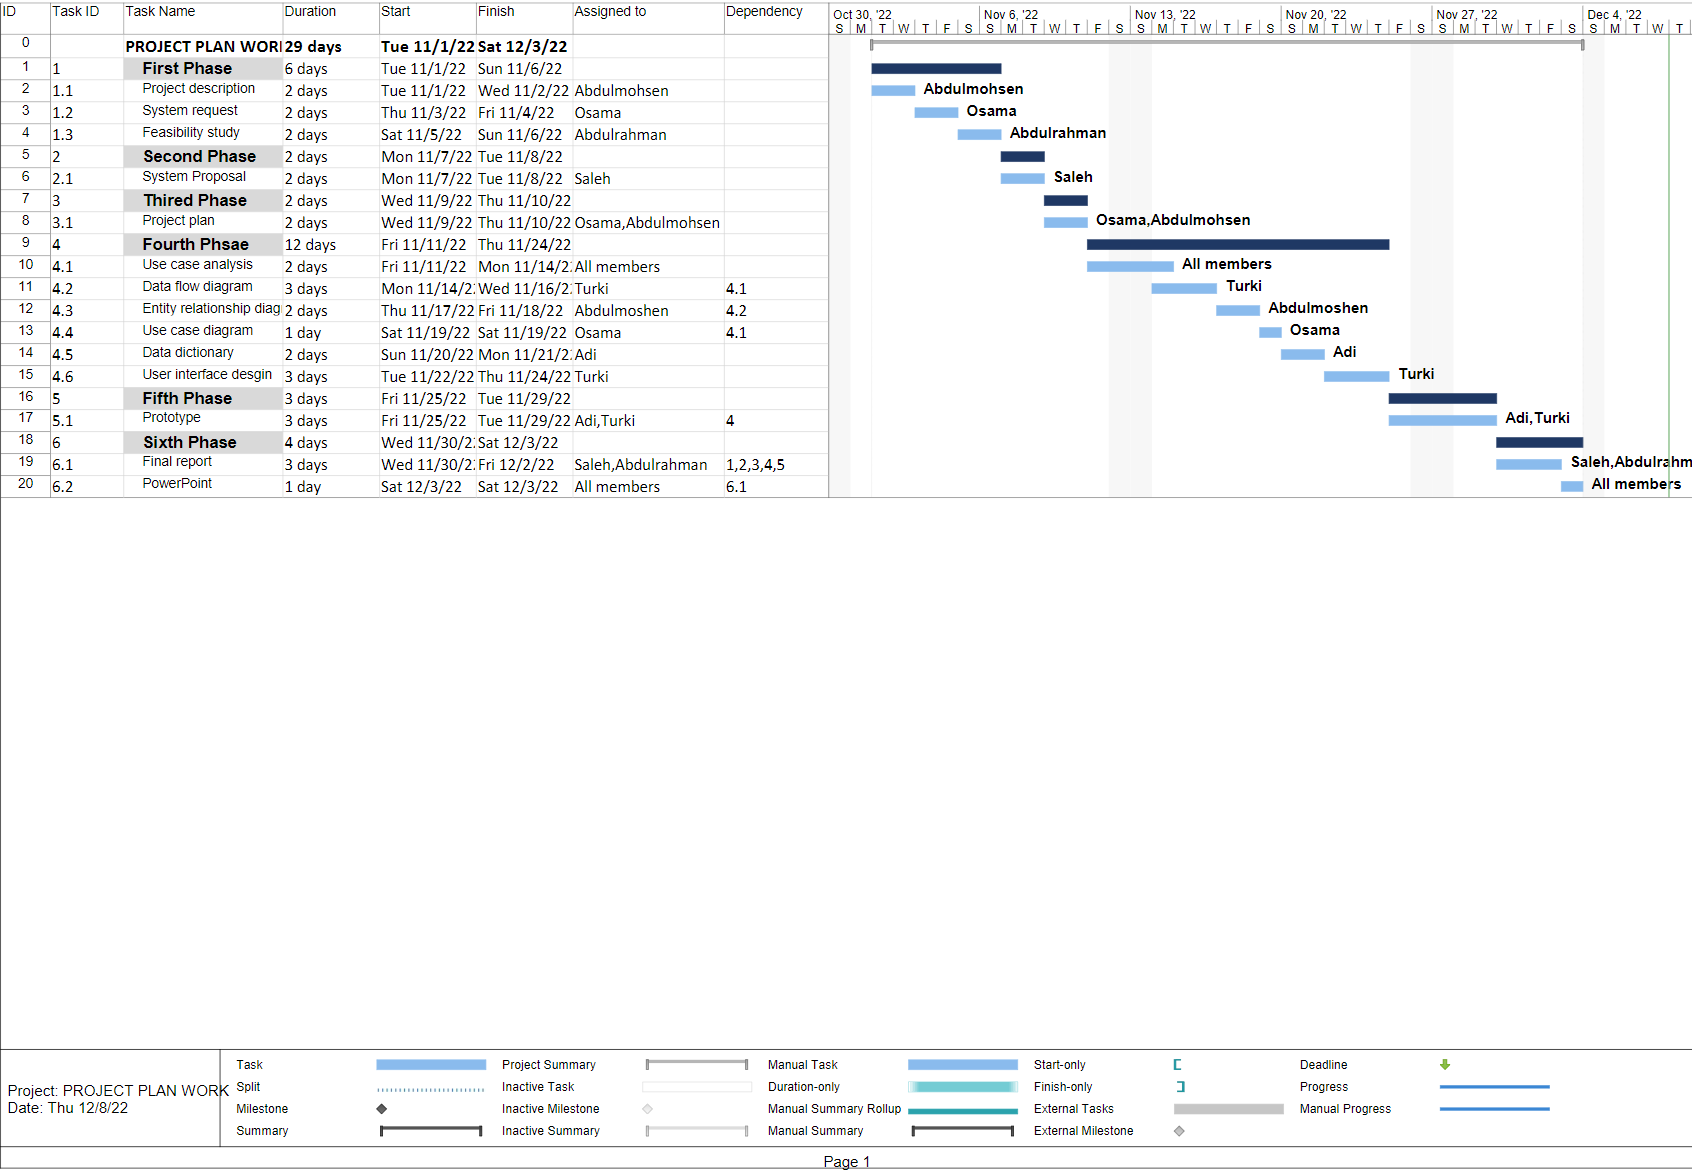 ID Task ID Task Name Duration Start Finish Assigned to Dependency
Oct 30, '22 Nov 6, '22 Nov 13, '22 Nov 20, '22 Nov 27, '22 Dec 4, '22
S M T W T F S S M T W T F S S M T W T F S S M T W T F S S M T W T F S S M T W T
0 PROJECT PLAN WORK 29 days Tue 11/1/22 Sat 12/3/22
1 1 First Phase 6 days Tue 11/1/22 Sun 11/6/22
2 1.1 Project description 2 days Tue 11/1/22 Wed 11/2/22 Abdulmohsen Abdulmohsen
3 1.2 System request 2 days Thu 11/3/22 Fri 11/4/22 Osama Osama
4 1.3 Feasibility study 2 days Sat 11/5/22 Sun 11/6/22 Abdulrahman Abdulrahman
5 2 Second Phase 2 days Mon 11/7/22 Tue 11/8/22
6 2.1 System Proposal 2 days Mon 11/7/22 Tue 11/8/22 Saleh Saleh
7 3 Thired Phase 2 days Wed 11/9/22 Thu 11/10/22
8 3.1 Project plan 2 days Wed 11/9/22 Thu 11/10/22 Osama,Abdulmohsen Osama,Abdulmohsen
9 4 Fourth Phsae 12 days Fri 11/11/22 Thu 11/24/22
10 4.1 Use case analysis 2 days Fri 11/11/22 Mon 11/14/2 All members All members
11 4.2 Data flow diagram 3 days Mon 11/14/2 Wed 11/16/2 Turki 4.1 Turki
12 4.3 Entity relationship diag 2 days Thu 11/17/22 Fri 11/18/22 Abdulmoshen 4.2 Abdulmoshen
13 4.4 Use case diagram 1 day Sat 11/19/22 Sat 11/19/22 Osama 4.1 Osama
14 4.5 Data dictionary 2 days Sun 11/20/22 Mon 11/21/2 Adi Adi
15 4.6 User interface desgin 3 days Tue 11/22/22 Thu 11/24/22 Turki Turki
16 5 Fifth Phase 3 days Fri 11/25/22 Tue 11/29/22
17 5.1 Prototype 3 days Fri 11/25/22 Tue 11/29/22 Adi,Turki 4 Adi,Turki
18 6 Sixth Phase 4 days Wed 11/30/2 Sat 12/3/22
19 6.1 Final report 3 days Wed 11/30/2 Fri 12/2/22 Saleh,Abdulrahman 1,2,3,4,5 Saleh,Abdulrahm
20 6.2 PowerPoint 1 day Sat 12/3/22 Sat 12/3/22 All members 6.1 All members
Project: PROJECT PLAN WORK
Date: Thu 12/8/22
Task Project Summary Manual Task Start-only Deadline
Split Inactive Task Duration-only Finish-only Progress
Milestone Inactive Milestone Manual Summary Rollup External Tasks Manual Progress
Summary Inactive Summary Manual Summary External Milestone
Page 1